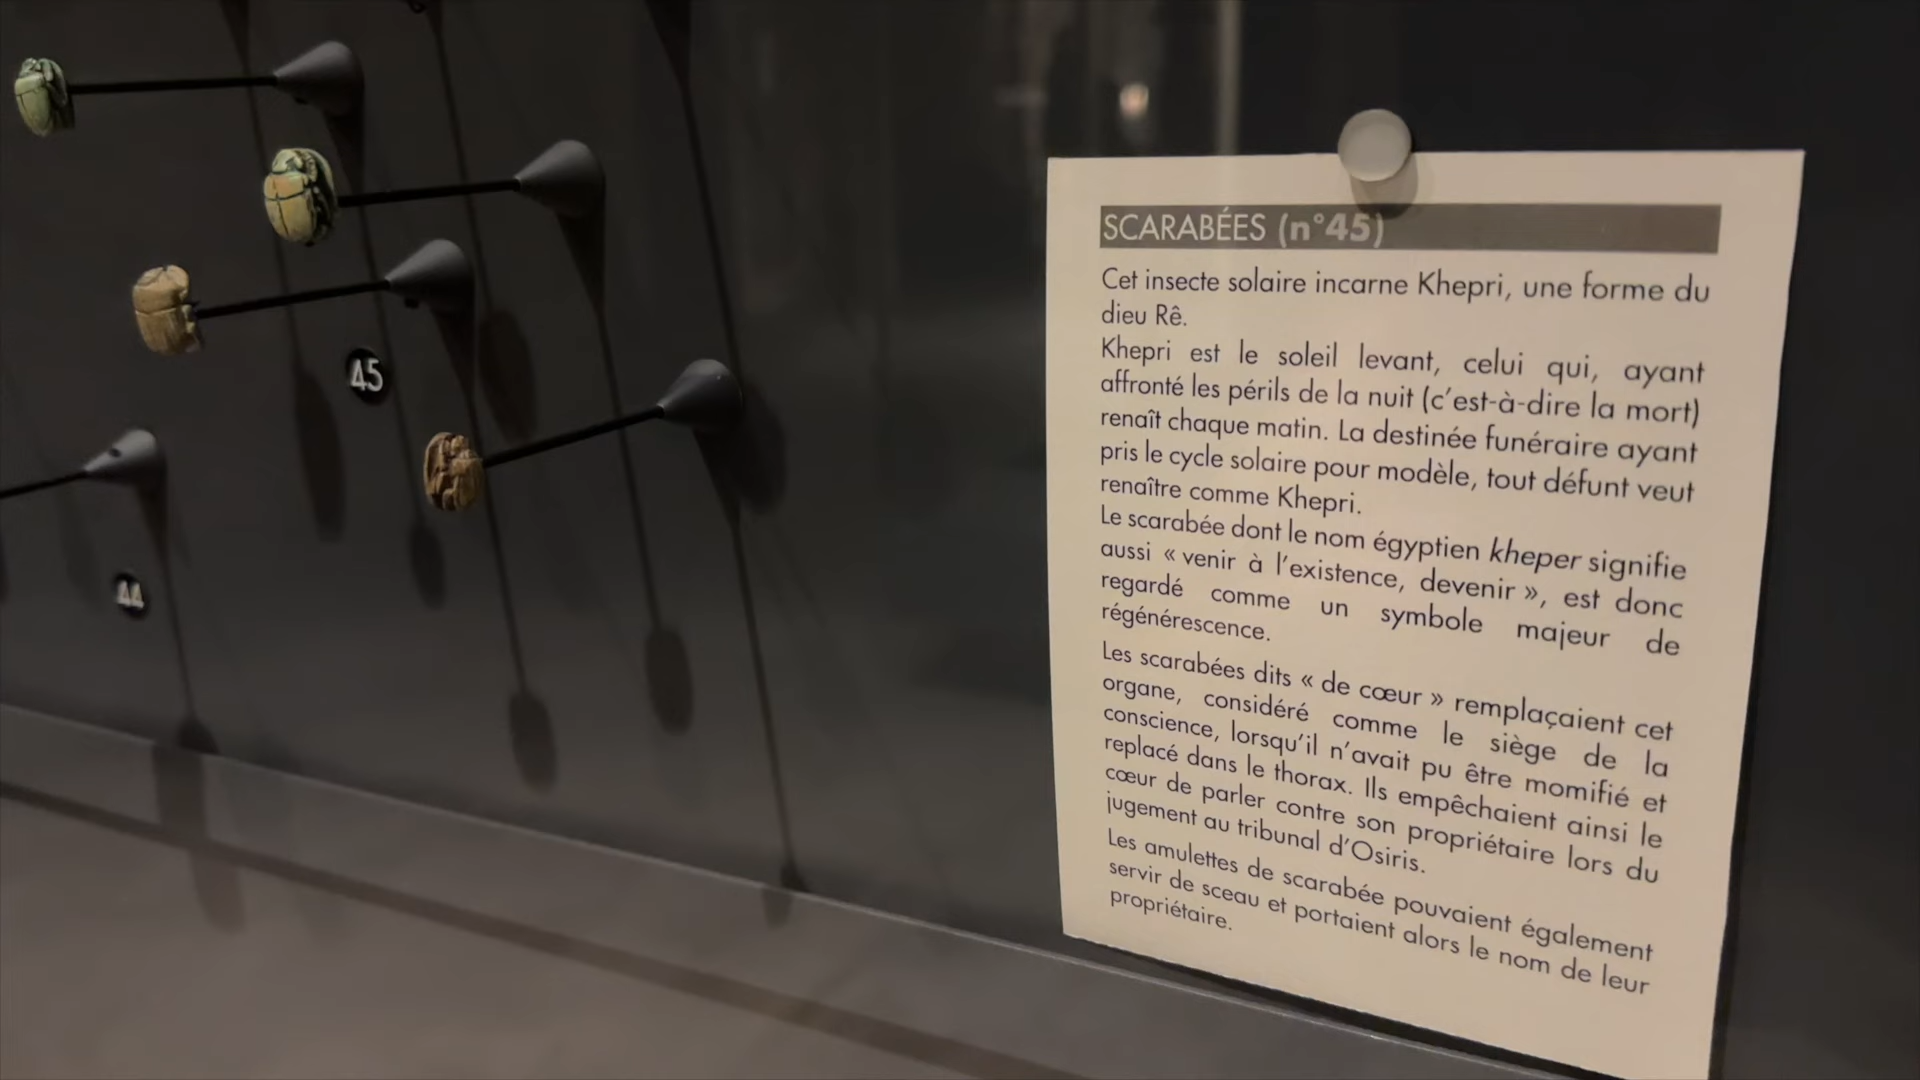 45
44
SCARABÉES (n°45)
Cet insecte solaire incarne Khepri, une forme du
dieu Rê.
Khepri est le soleil levant, celui qui, ayant
affronté les périls de la nuit (c'est-à-dire la mort)
renaît chaque matin. La destinée funéraire ayant
pris le cycle solaire pour modèle, tout défunt veut
renaître comme Khepri.
Le scarabée dont le nom égyptien kheper signifie
aussi « venir à l'existence, devenir », est donc
regardé comme un symbole majeur de
régénérescence.
Les scarabées dits « de cœur » remplaçaient cet
organe, considéré comme le siège de la
conscience, lorsqu'il n'avait pu être momifié et
replacé dans le thorax. Ils empêchaient ainsi le
cœur de parler contre son propriétaire lors du
jugement au tribunal d'Osiris.
Les amulettes de scarabée pouvaient également
servir de sceau et portaient alors le nom de leur
propriétaire.